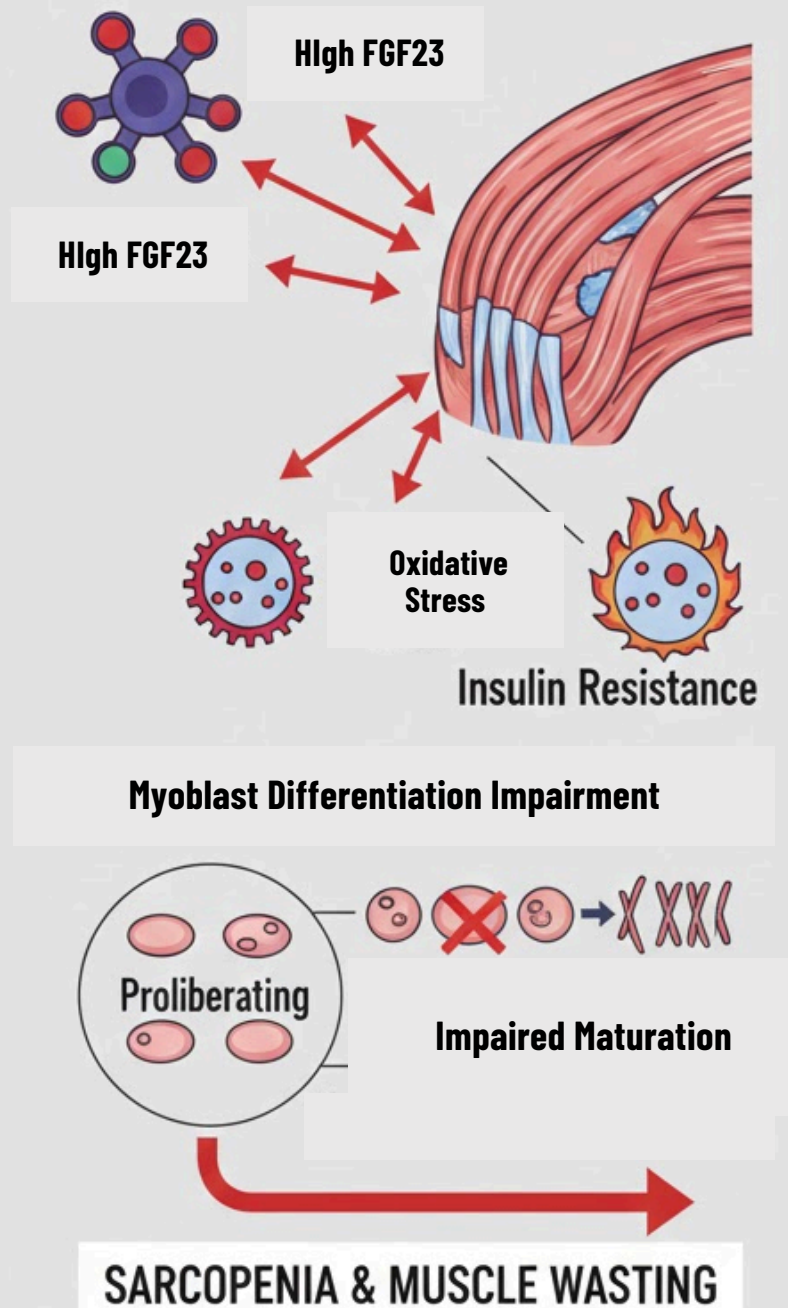 HIgh FGF23
HIgh FGF23
Oxidative
Stress
Insulin Resistance
Myoblast Differentiation Impairment
Proliberating
Impaired Maturation
SARCOPENIA & MUSCLE WASTING